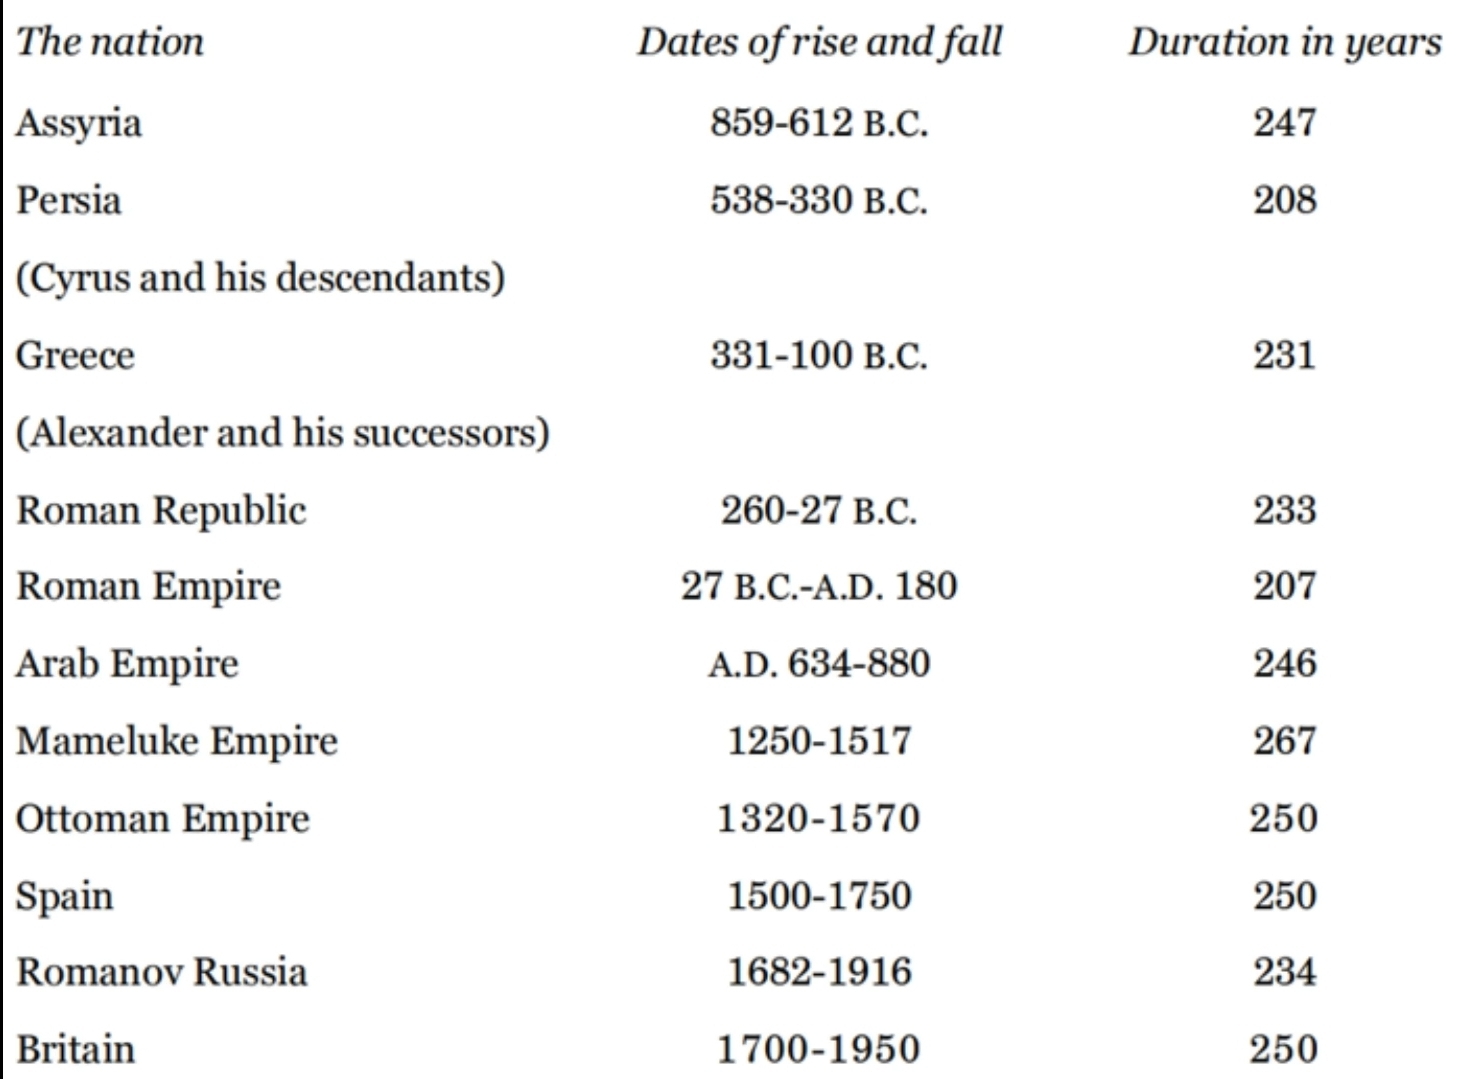 The nation Dates of rise and fall Duration in years
Assyria 859-612 B.C. 247
Persia 538-330 B.C. 208
(Cyrus and his descendants)
Greece 331-100 B.C. 231
(Alexander and his successors)
Roman Republic 260-27 B.C. 233
Roman Empire 27 B.C.-A.D. 180 207
Arab Empire A.D. 634-880 246
Mameluke Empire 1250-1517 267
Ottoman Empire 1320-1570 250
Spain 1500-1750 250
Romanov Russia 1682-1916 234
Britain 1700-1950 250